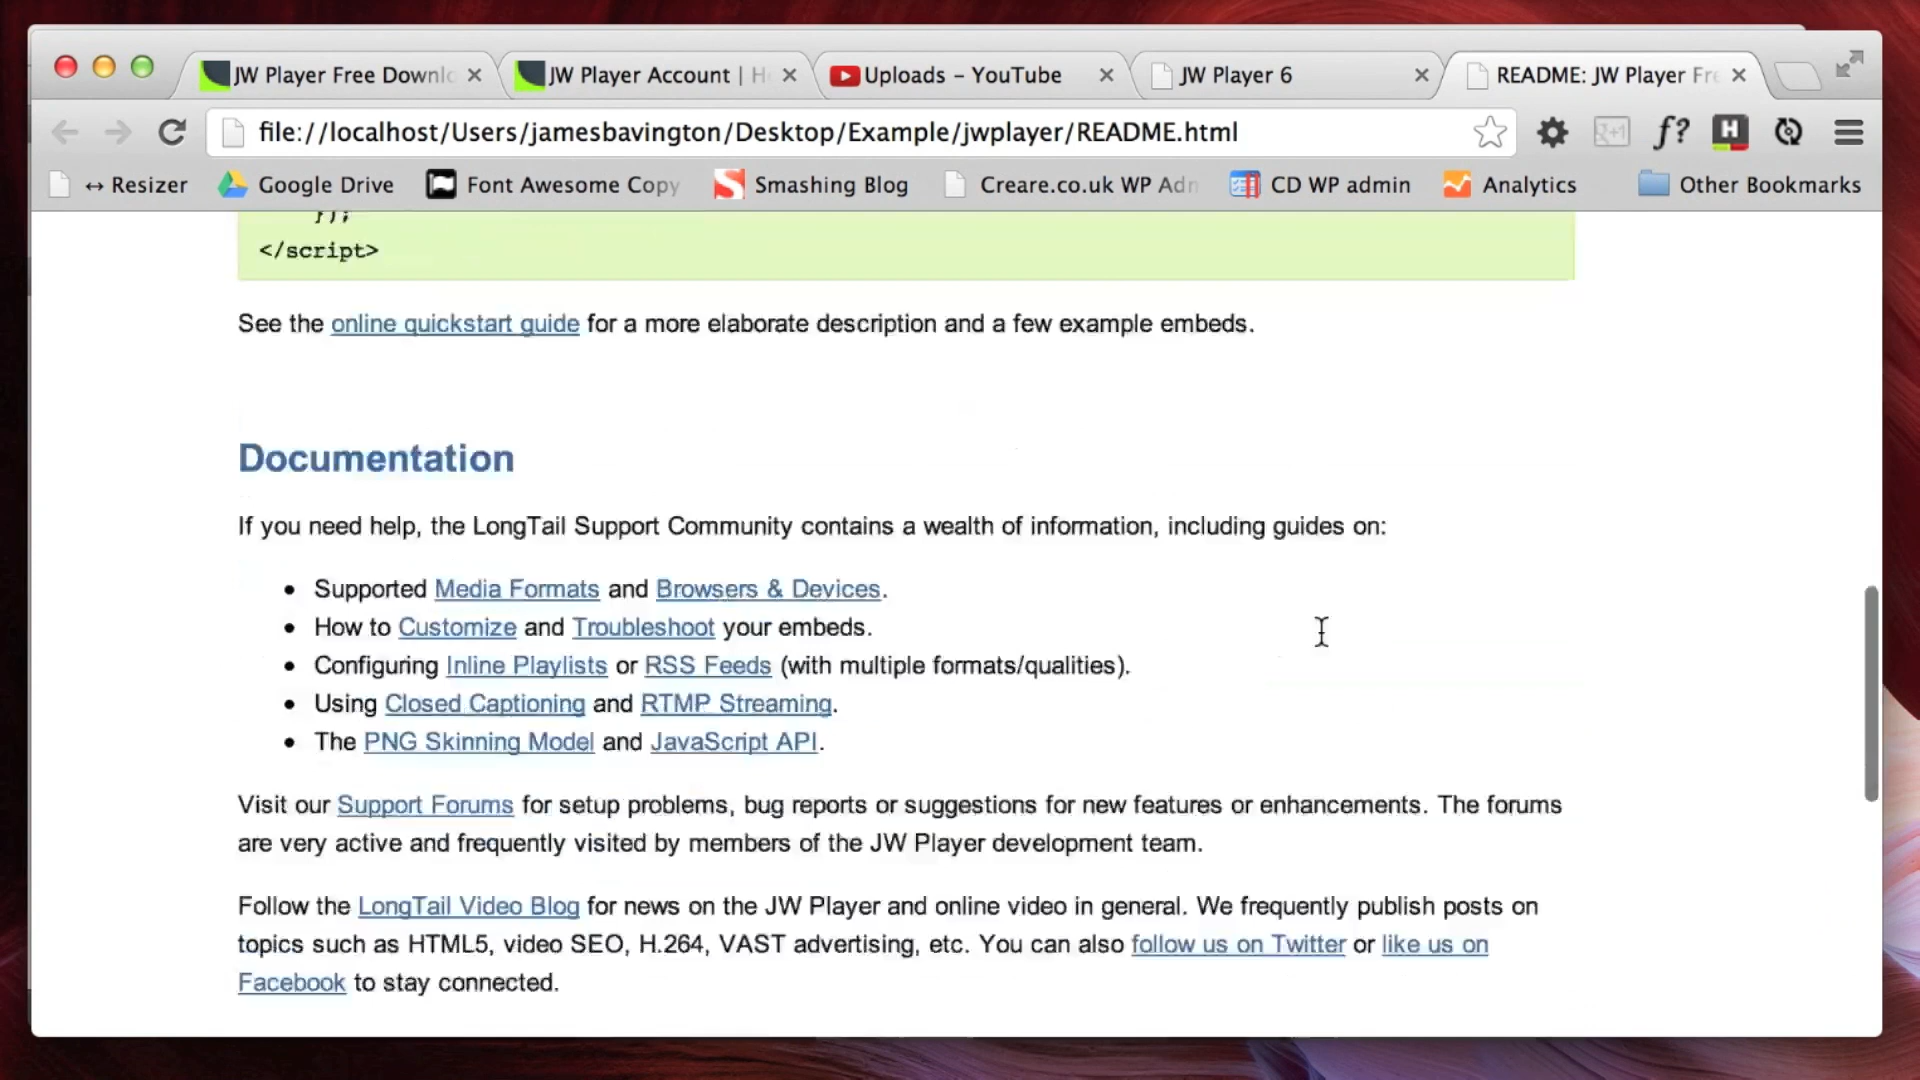 JW Player Free Downlo
JW Player Account | H
Uploads – YouTube
JW Player 6
README: JW Player Fre
file://localhost/Users/jamesbavington/Desktop/Example/jwplayer/README.html
g+1
f?
H
↔ Resizer
Google Drive
Font Awesome Copy
Smashing Blog
Creare.co.uk WP Adn
CD WP admin
Analytics
Other Bookmarks
});
</script>
See the online quickstart guide for a more elaborate description and a few example embeds.
Documentation
If you need help, the LongTail Support Community contains a wealth of information, including guides on:
• Supported Media Formats and Browsers & Devices.
• How to Customize and Troubleshoot your embeds.
• Configuring Inline Playlists or RSS Feeds (with multiple formats/qualities).
• Using Closed Captioning and RTMP Streaming.
• The PNG Skinning Model and JavaScript API.
Visit our Support Forums for setup problems, bug reports or suggestions for new features or enhancements. The forums
are very active and frequently visited by members of the JW Player development team.
Follow the LongTail Video Blog for news on the JW Player and online video in general. We frequently publish posts on
topics such as HTML5, video SEO, H.264, VAST advertising, etc. You can also follow us on Twitter or like us on
Facebook to stay connected.